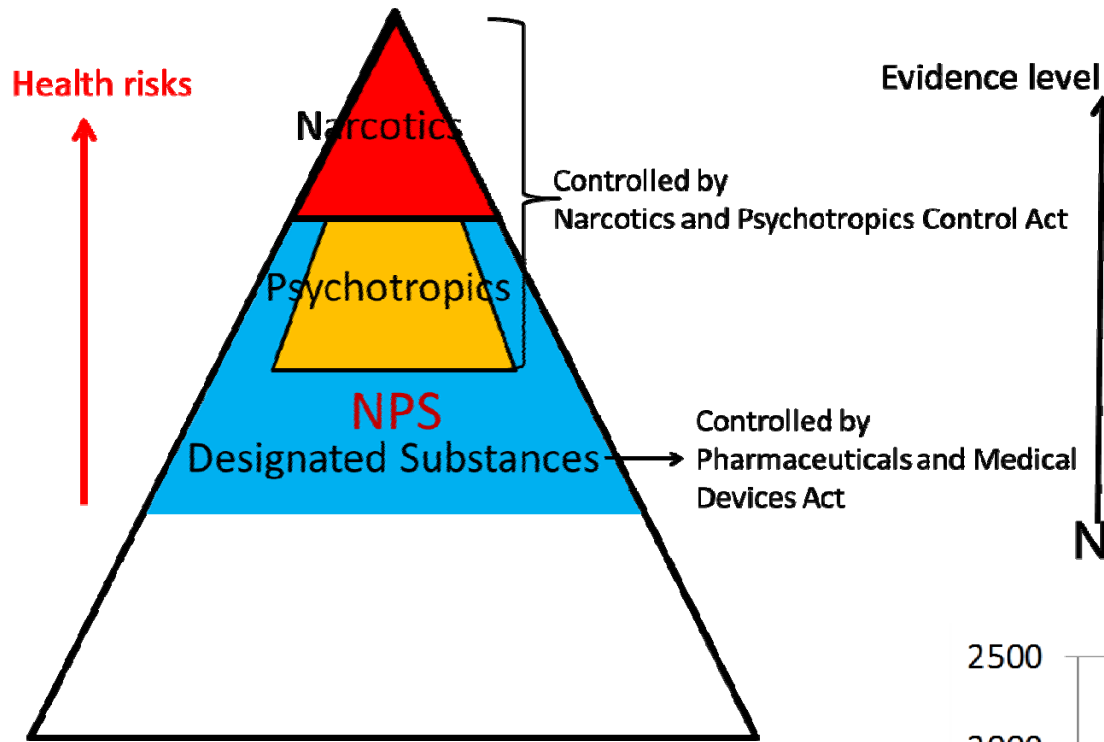 Health risks
Evidence level
Narcotics
Controlled by
Narcotics and Psychotropics Control Act
Psychotropics
NPS
Designated Substances
Controlled by
Pharmaceuticals and Medical
Devices Act
N
2500